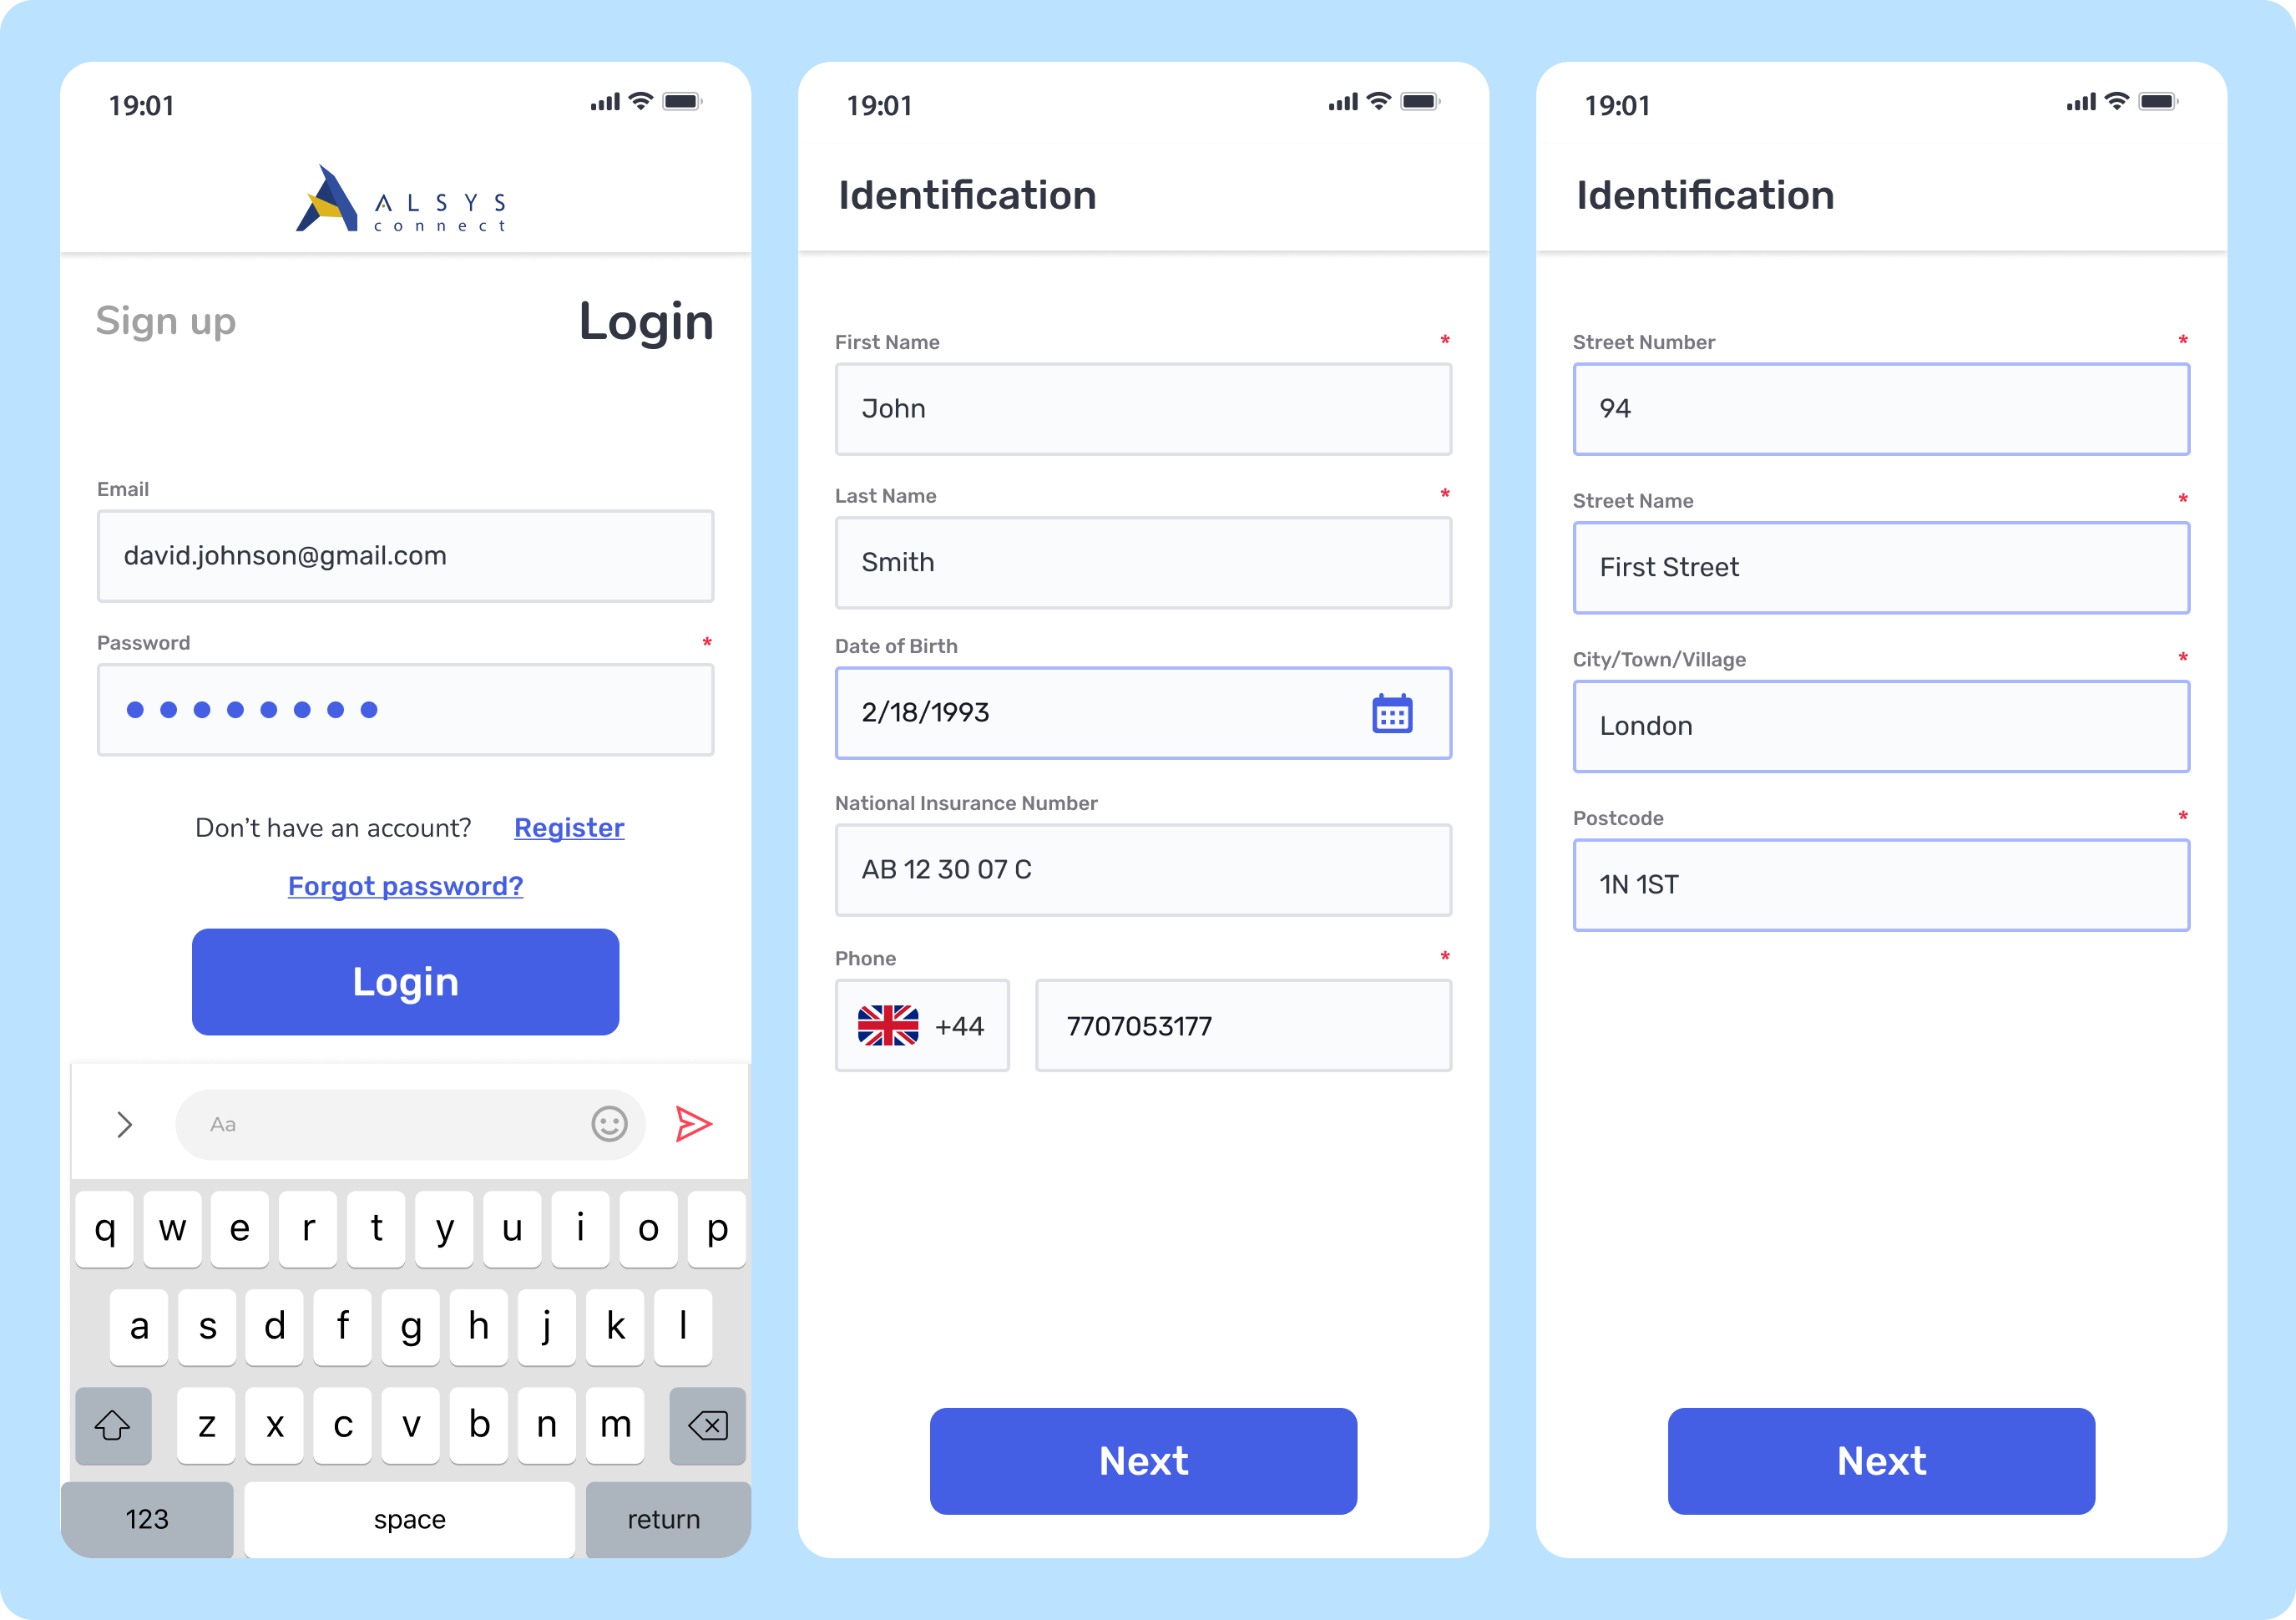 19:01
ALSYS
connect
Sign up
Login
Email
david.johnson@gmail.com
Password *
Don’t have an account? Register
Forgot password?
Login
Aa
q w e r t y u i o p
a s d f g h j k l
z x c v b n m
123 space return
19:01
Identification
First Name *
John
Last Name *
Smith
Date of Birth
2/18/1993
National Insurance Number
AB 12 30 07 C
Phone *
+44 7707053177
Next
19:01
Identification
Street Number *
94
Street Name *
First Street
City/Town/Village *
London
Postcode *
1N 1ST
Next